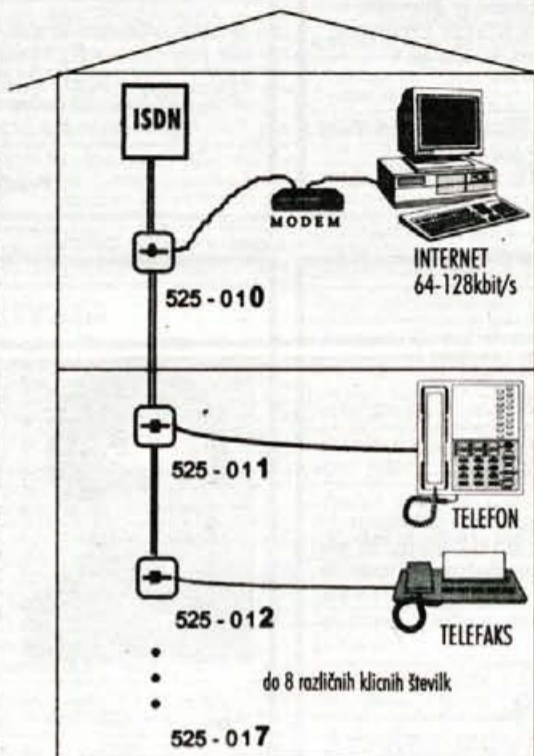 ISDN
MODEM
INTERNET
64-128kbit/s
525 - 010
525 - 011
TELEFON
525 - 012
TELEFAKS
do 8 različnih klicnih številk
525 - 017